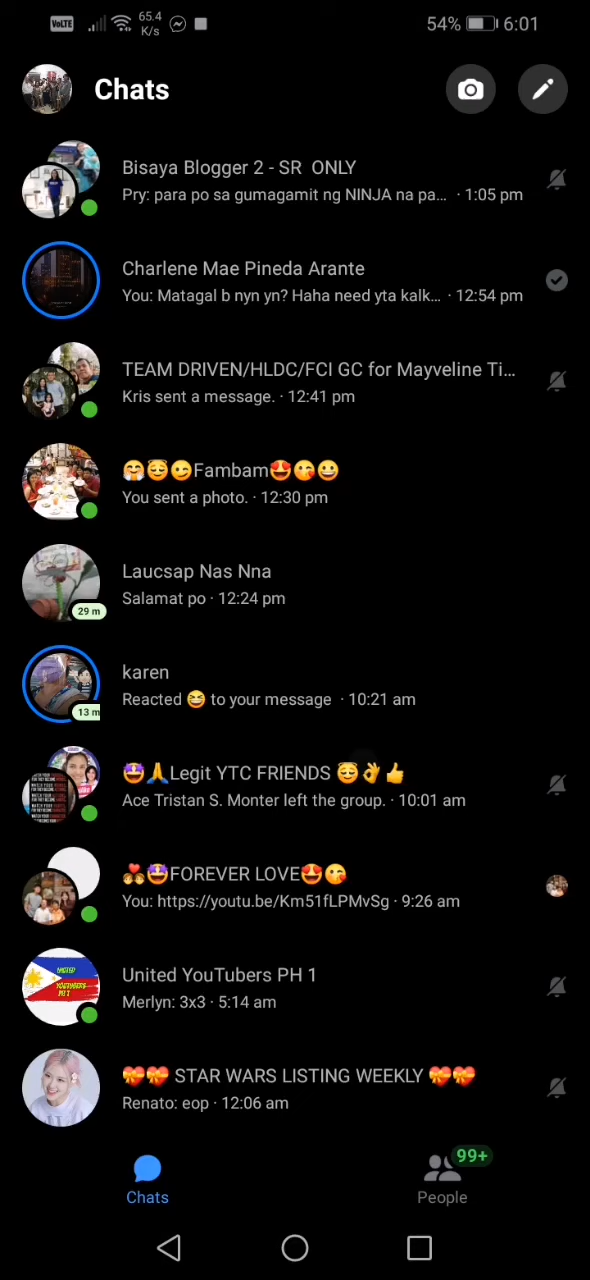 VoLTE 65.4 K/s 54% 6:01
Chats
Bisaya Blogger 2 - SR ONLY
Pry: para po sa gumagamit ng NINJA na pa... · 1:05 pm
Charlene Mae Pineda Arante
You: Matagal b nyn yn? Haha need yta kalk... · 12:54 pm
TEAM DRIVEN/HLDC/FCI GC for Mayveline Ti...
Kris sent a message. · 12:41 pm
🤗😇😉Fambam🤩😘😀
You sent a photo. · 12:30 pm
Laucsap Nas Nna
Salamat po · 12:24 pm
29 m
karen
Reacted 😆 to your message · 10:21 am
13 m
🤩🙏Legit YTC FRIENDS 😇👌👍
Ace Tristan S. Monter left the group. · 10:01 am
💑🤩FOREVER LOVE🤩😘
You: https://youtu.be/Km51fLPMvSg · 9:26 am
UNITED
YOUTUBERS
PH 1
United YouTubers PH 1
Merlyn: 3x3 · 5:14 am
💝💝 STAR WARS LISTING WEEKLY 💝💝
Renato: eop · 12:06 am
99+
Chats People